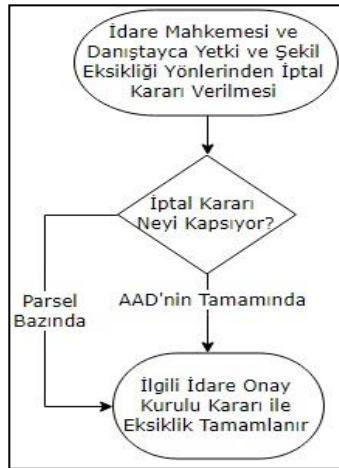 İdare Mahkemesi ve
Danıştayca Yetki ve Şekil
Eksikliği Yönlerinden İptal
Kararı Verilmesi
İptal Kararı
Neyi Kapsıyor?
Parsel
Bazında
AAD'nin Tamamında
İlgili İdare Onay
Kurulu Kararı ile
Eksiklik Tamamlanır